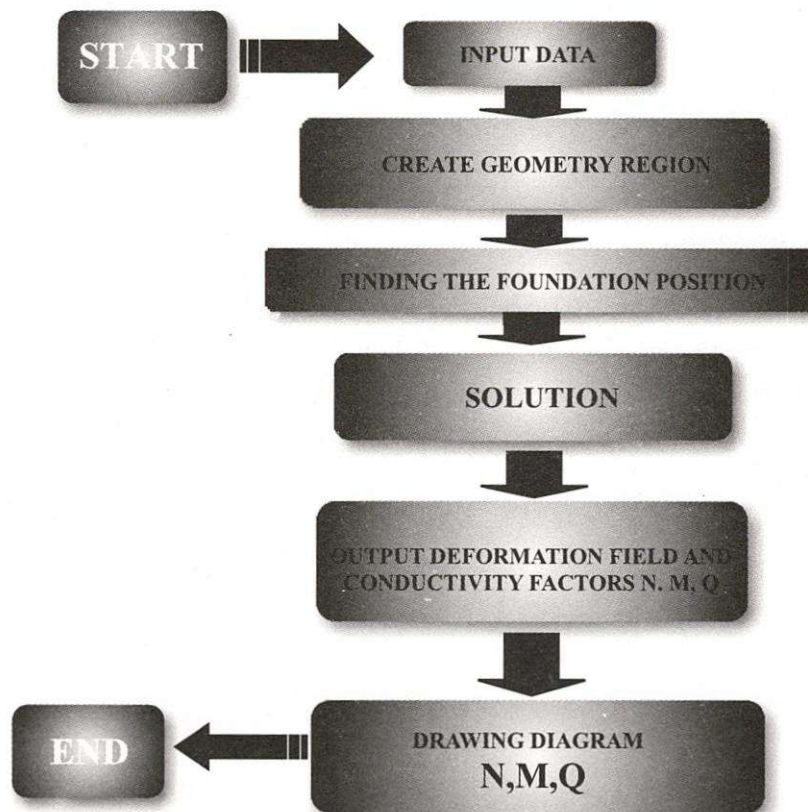 START
INPUT DATA
CREATE GEOMETRY REGION
FINDING THE FOUNDATION POSITION
SOLUTION
OUTPUT DEFORMATION FIELD AND
CONDUCTIVITY FACTORS N. M, Q
DRAWING DIAGRAM
N,M,Q
END